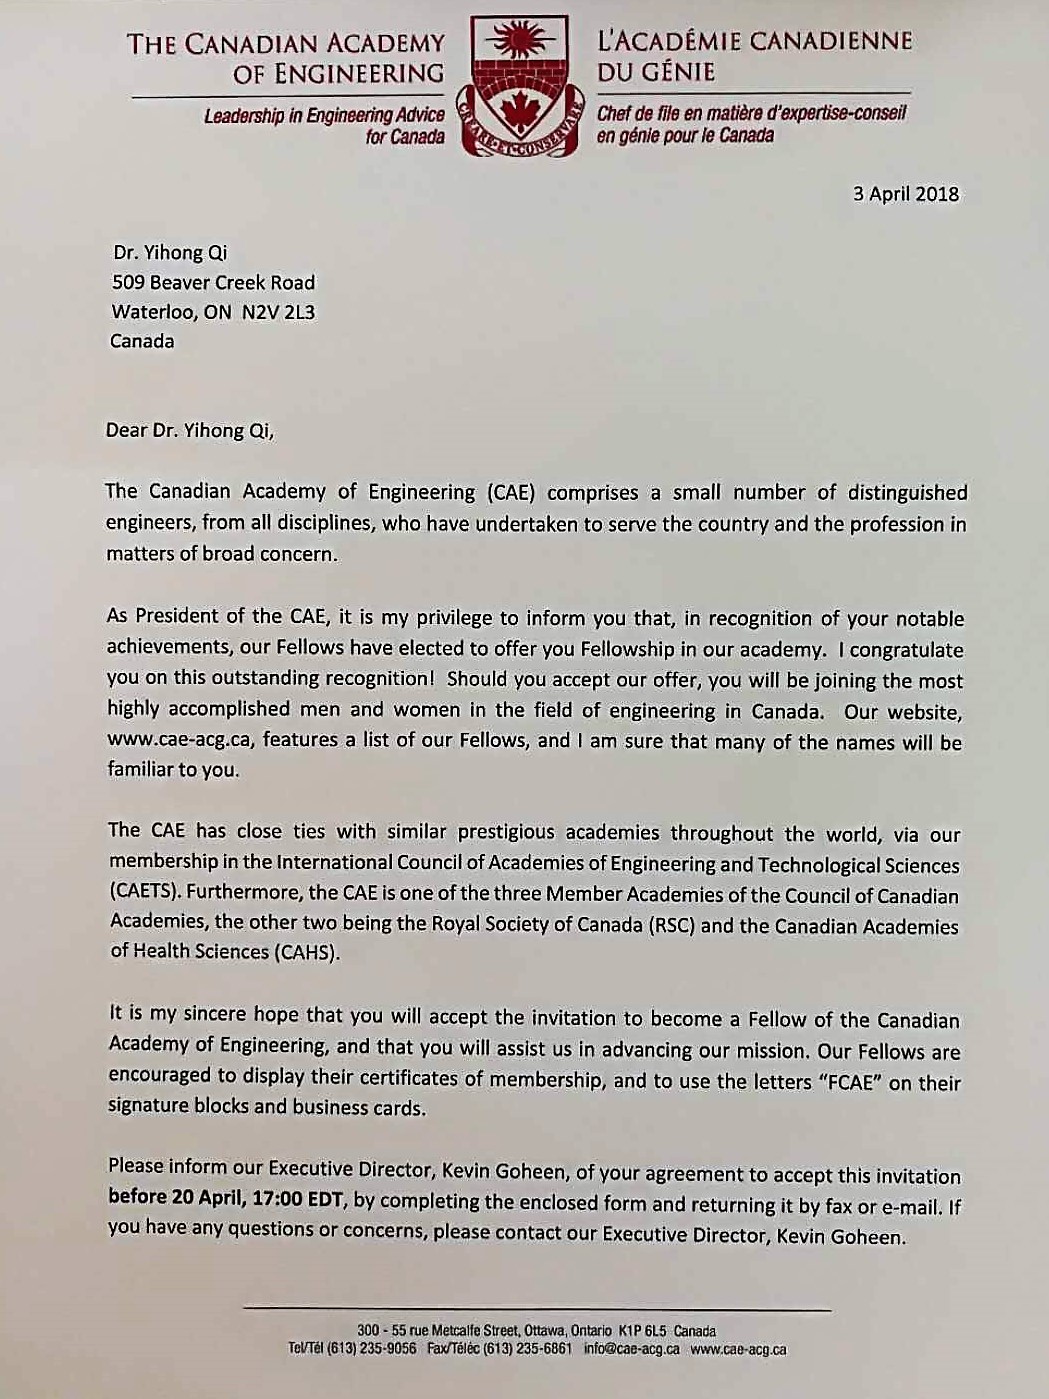 THE CANADIAN ACADEMY
OF ENGINEERING
Leadership in Engineering Advice
for Canada
CREARE·ET·CONSERVARE
L'ACADÉMIE CANADIENNE
DU GÉNIE
Chef de file en matière d'expertise-conseil
en génie pour le Canada
3 April 2018
Dr. Yihong Qi
509 Beaver Creek Road
Waterloo, ON N2V 2L3
Canada
Dear Dr. Yihong Qi,
The Canadian Academy of Engineering (CAE) comprises a small number of distinguished
engineers, from all disciplines, who have undertaken to serve the country and the profession in
matters of broad concern.
As President of the CAE, it is my privilege to inform you that, in recognition of your notable
achievements, our Fellows have elected to offer you Fellowship in our academy. I congratulate
you on this outstanding recognition! Should you accept our offer, you will be joining the most
highly accomplished men and women in the field of engineering in Canada. Our website,
www.cae-acg.ca, features a list of our Fellows, and I am sure that many of the names will be
familiar to you.
The CAE has close ties with similar prestigious academies throughout the world, via our
membership in the International Council of Academies of Engineering and Technological Sciences
(CAETS). Furthermore, the CAE is one of the three Member Academies of the Council of Canadian
Academies, the other two being the Royal Society of Canada (RSC) and the Canadian Academies
of Health Sciences (CAHS).
It is my sincere hope that you will accept the invitation to become a Fellow of the Canadian
Academy of Engineering, and that you will assist us in advancing our mission. Our Fellows are
encouraged to display their certificates of membership, and to use the letters “FCAE” on their
signature blocks and business cards.
Please inform our Executive Director, Kevin Goheen, of your agreement to accept this invitation
before 20 April, 17:00 EDT, by completing the enclosed form and returning it by fax or e-mail. If
you have any questions or concerns, please contact our Executive Director, Kevin Goheen.
300 - 55 rue Metcalfe Street, Ottawa, Ontario K1P 6L5 Canada
Tel/Tél (613) 235-9056 Fax/Téléc (613) 235-6861 info@cae-acg.ca www.cae-acg.ca